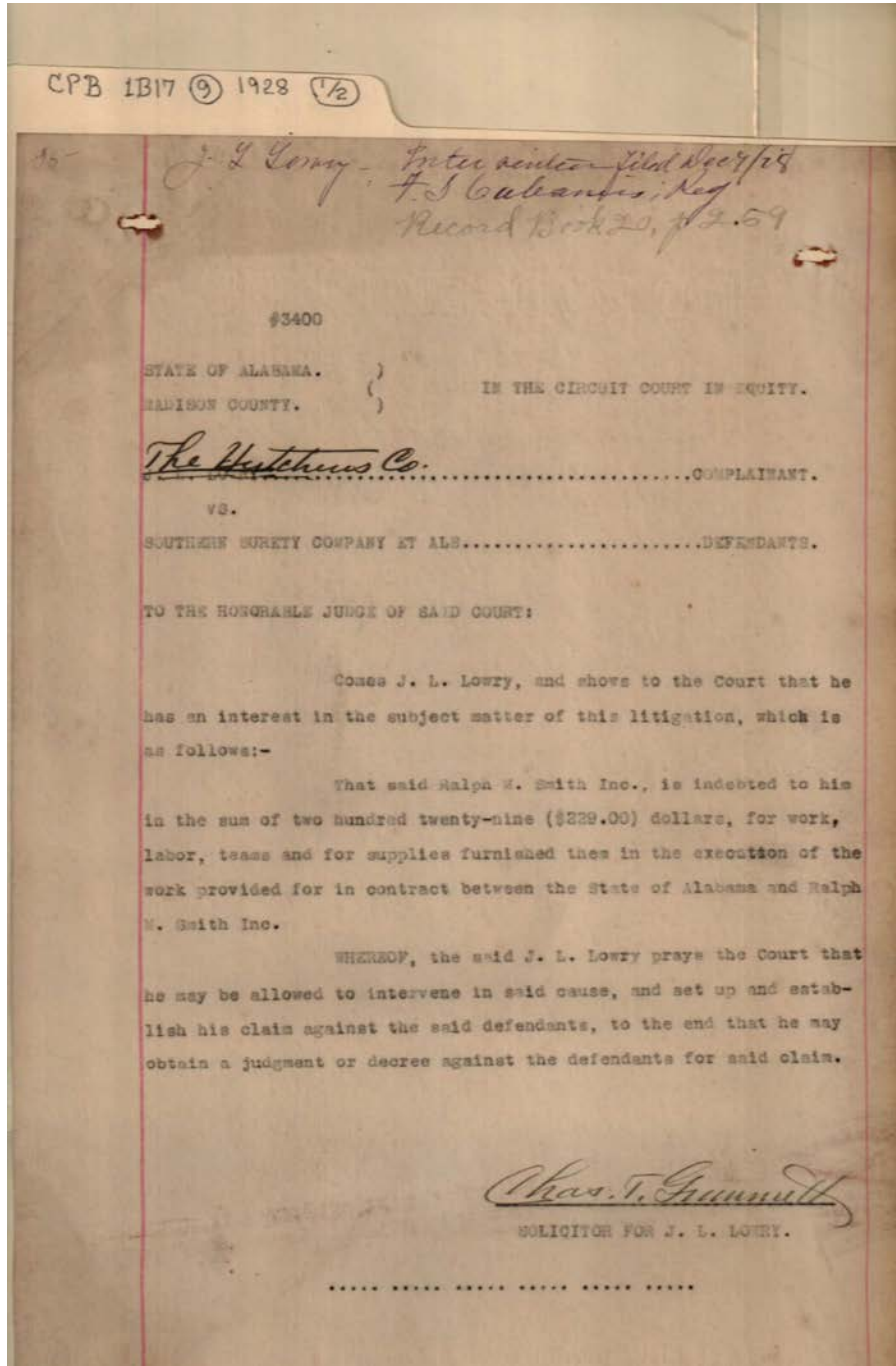 CPB 1B17 (9) 1928 (1/2)
J. L Lowry - Intervention filed Dec 4/28
F. S Cabaniss, Reg
Record Book 20, p 259
#3400
STATE OF ALABAMA. )
( IN THE CIRCUIT COURT IN EQUITY.
MADISON COUNTY. )
The Hutchens Co. ........................................COMPLAINANT.
VS.
SOUTHERN SURETY COMPANY ET ALS........................DEFENDANTS.
TO THE HONORABLE JUDGE OF SAID COURT:
Comes J. L. Lowry, and shows to the Court that he
has an interest in the subject matter of this litigation, which is
as follows:-
That said Ralph M. Smith Inc., is indebted to him
in the sum of two hundred twenty-nine ($229.00) dollars, for work,
labor, teams and for supplies furnished them in the execution of the
work provided for in contract between the State of Alabama and Ralph
M. Smith Inc.
WHEREOF, the said J. L. Lowry prays the Court that
he may be allowed to intervene in said cause, and set up and estab-
lish his claim against the said defendants, to the end that he may
obtain a judgment or decree against the defendants for said claim.
Chas. T. Grimmett
SOLICITOR FOR J. L. LOWRY.
..... ..... ..... ..... ..... .....